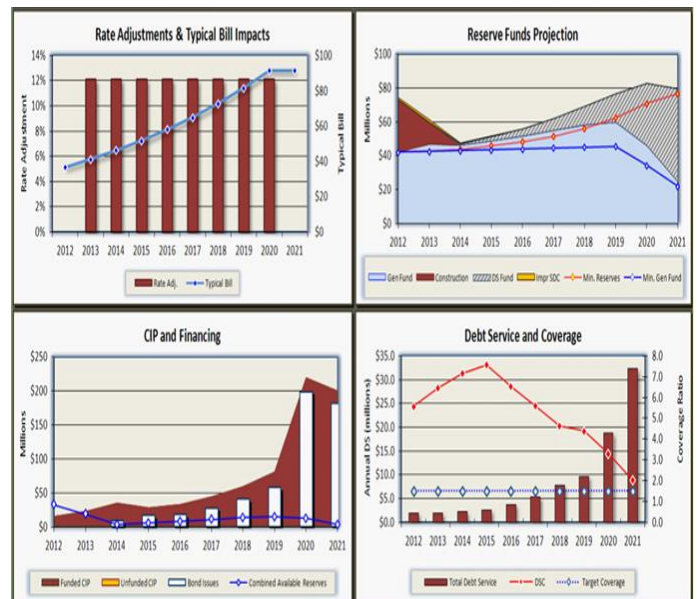 Rate Adjustments & Typical Bill Impacts
14%
12%
10%
8%
6%
4%
2%
0%
Rate Adjustment
$100
$80
$60
$40
$20
$0
Typical Bill
2012 2013 2014 2015 2016 2017 2018 2019 2020 2021
Rate Adj. Typical Bill
Reserve Funds Projection
$100
$80
$60
$40
$20
$0
Millions
2012 2013 2014 2015 2016 2017 2018 2019 2020 2021
Gen Fund Construction DS Fund Impr SDC Min. Reserves Min. Gen Fund
CIP and Financing
$250
$200
$150
$100
$50
$0
Millions
2012 2013 2014 2015 2016 2017 2018 2019 2020 2021
Funded CIP Unfunded CIP Bond Issues Combined Available Reserves
Debt Service and Coverage
$35.0
$30.0
$25.0
$20.0
$15.0
$10.0
$5.0
$0.0
Annual DS (millions)
8.0
7.0
6.0
5.0
4.0
3.0
2.0
1.0
0.0
Coverage Ratio
2012 2013 2014 2015 2016 2017 2018 2019 2020 2021
Total Debt Service DSC Target Coverage